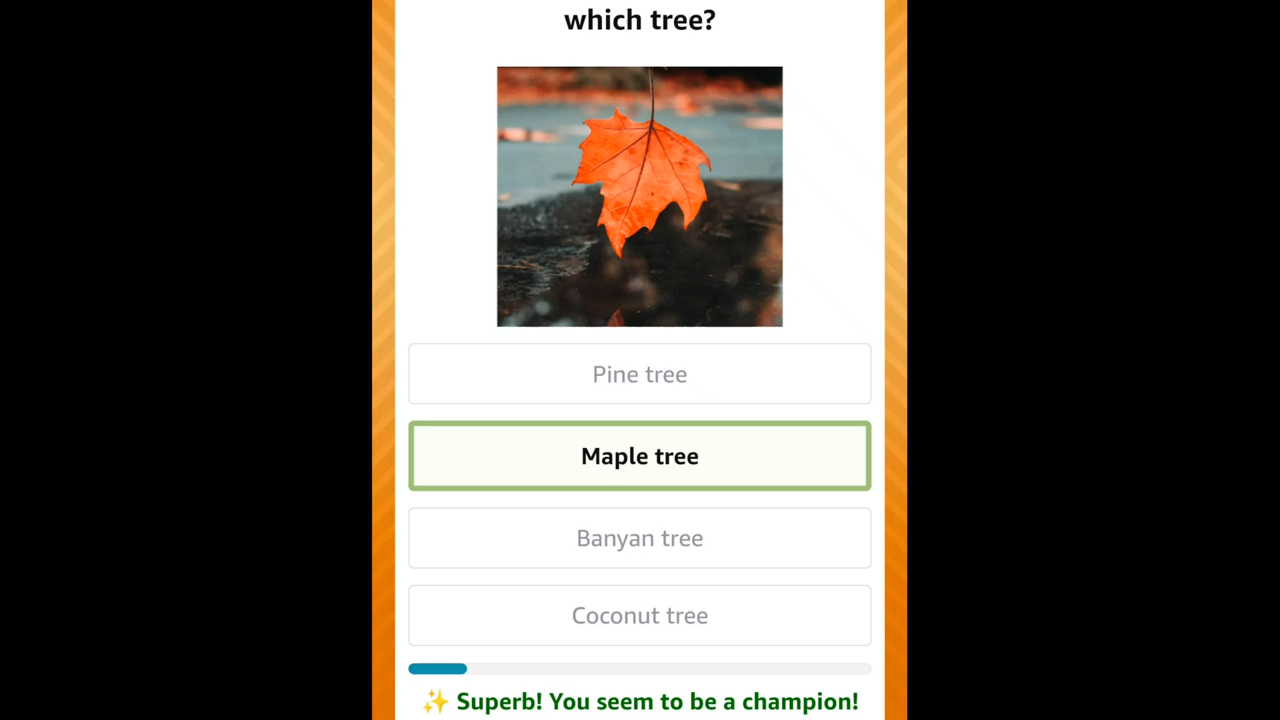 which tree?
Pine tree
Maple tree
Banyan tree
Coconut tree
✨ Superb! You seem to be a champion!